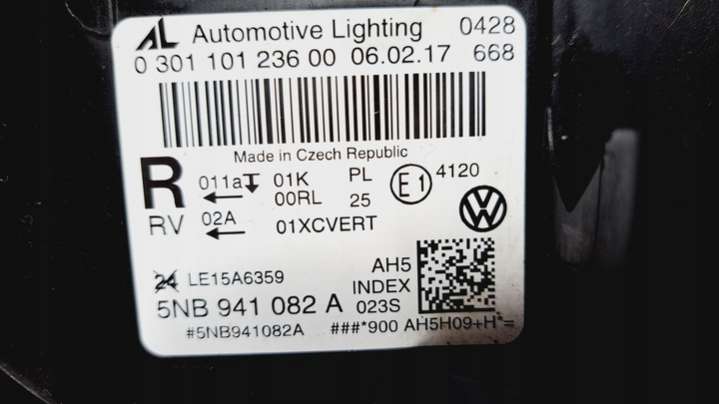 AL Automotive Lighting 0428
0 301 101 236 00 06.02.17 668
Made in Czech Republic
R 011a 01K PL E1 4120
00RL 25
RV 02A 01XCVERT
24 LE15A6359 AH5
INDEX
5NB 941 082 A 023S
#5NB941082A ###*900 AH5H09+H*=